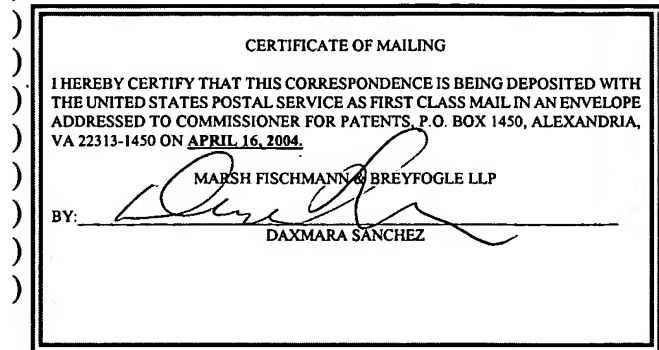 CERTIFICATE OF MAILING
I HEREBY CERTIFY THAT THIS CORRESPONDENCE IS BEING DEPOSITED WITH
THE UNITED STATES POSTAL SERVICE AS FIRST CLASS MAIL IN AN ENVELOPE
ADDRESSED TO COMMISSIONER FOR PATENTS, P.O. BOX 1450, ALEXANDRIA,
VA 22313-1450 ON APRIL 16, 2004.
MARSH FISCHMANN & BREYFOGLE LLP
BY:
DAXMARA SANCHEZ
)
)
)
)
)
)
)
)
)